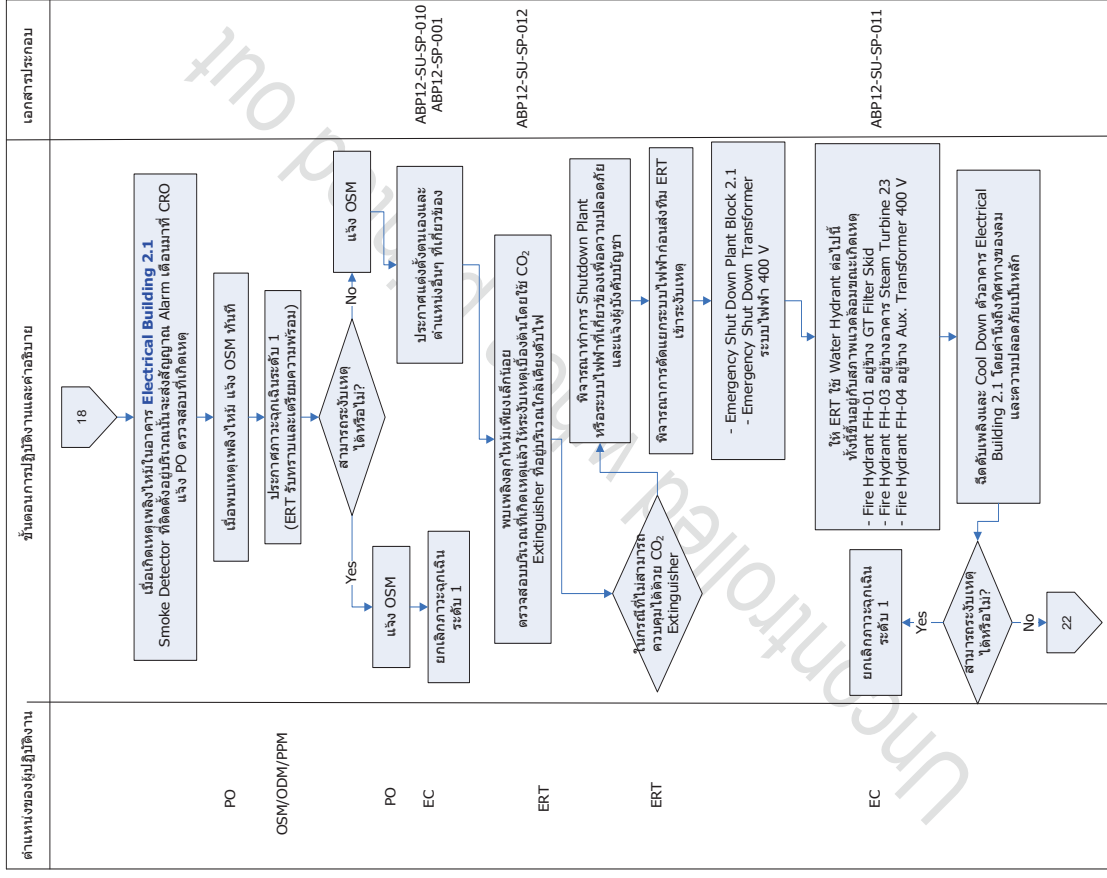 ตำแหน่งของผู้ปฏิบัติงาน
ขั้นตอนการปฏิบัติงานและคำอธิบาย
เอกสารประกอบ
18
เมื่อเกิดเหตุเพลิงไหม้ในอาคาร Electrical Building 2.1
Smoke Detector ที่ติดตั้งอยู่บริเวณนั้นจะส่งสัญญาณ Alarm เตือนมาที่ CRO
แจ้ง PO ตรวจสอบที่เกิดเหตุ
PO
เมื่อพบเหตุเพลิงไหม้ แจ้ง OSM ทันที
OSM/ODM/PPM
ประกาศภาวะฉุกเฉินระดับ 1
(ERT รับทราบและเตรียมความพร้อม)
สามารถระงับเหตุ
ได้หรือไม่?
Yes
No
PO
แจ้ง OSM
แจ้ง OSM
EC
ยกเลิกภาวะฉุกเฉิน
ระดับ 1
ประกาศแต่งตั้งตนเองและ
ตำแหน่งอื่นๆ ที่เกี่ยวข้อง
ABP12-SU-SP-010
ABP12-SP-001
ERT
พบเพลิงลุกไหม้เพียงเล็กน้อย
ตรวจสอบบริเวณที่เกิดเหตุแล้วให้ระงับเหตุเบื้องต้นโดยใช้ CO2
Extinguisher ที่อยู่บริเวณใกล้เคียงดับไฟ
ABP12-SU-SP-012
ในกรณีที่ไม่สามารถ
ควบคุมได้ด้วย CO2
Extinguisher
พิจารณาทำการ Shutdown Plant
หรือระบบไฟฟ้าที่เกี่ยวข้องเพื่อความปลอดภัย
และแจ้งผู้บังคับบัญชา
ERT
พิจารณาการตัดแยกระบบไฟฟ้าก่อนส่งทีม ERT
เข้าระงับเหตุ
- Emergency Shut Down Plant Block 2.1
- Emergency Shut Down Transformer
ระบบไฟฟ้า 400 V
EC
ให้ ERT ใช้ Water Hydrant ต่อไปนี้
ทั้งนี้ขึ้นอยู่กับสภาพแวดล้อมขณะเกิดเหตุ
- Fire Hydrant FH-01 อยู่ข้าง GT Filter Skid
- Fire Hydrant FH-03 อยู่ข้างอาคาร Steam Turbine 23
- Fire Hydrant FH-04 อยู่ข้าง Aux. Transformer 400 V
ABP12-SU-SP-011
ยกเลิกภาวะฉุกเฉิน
ระดับ 1
ฉีดดับเพลิงและ Cool Down ตัวอาคาร Electrical
Building 2.1 โดยคำนึงถึงทิศทางของลม
และความปลอดภัยเป็นหลัก
Yes
สามารถระงับเหตุ
ได้หรือไม่?
No
22
Uncontrolled when printed out